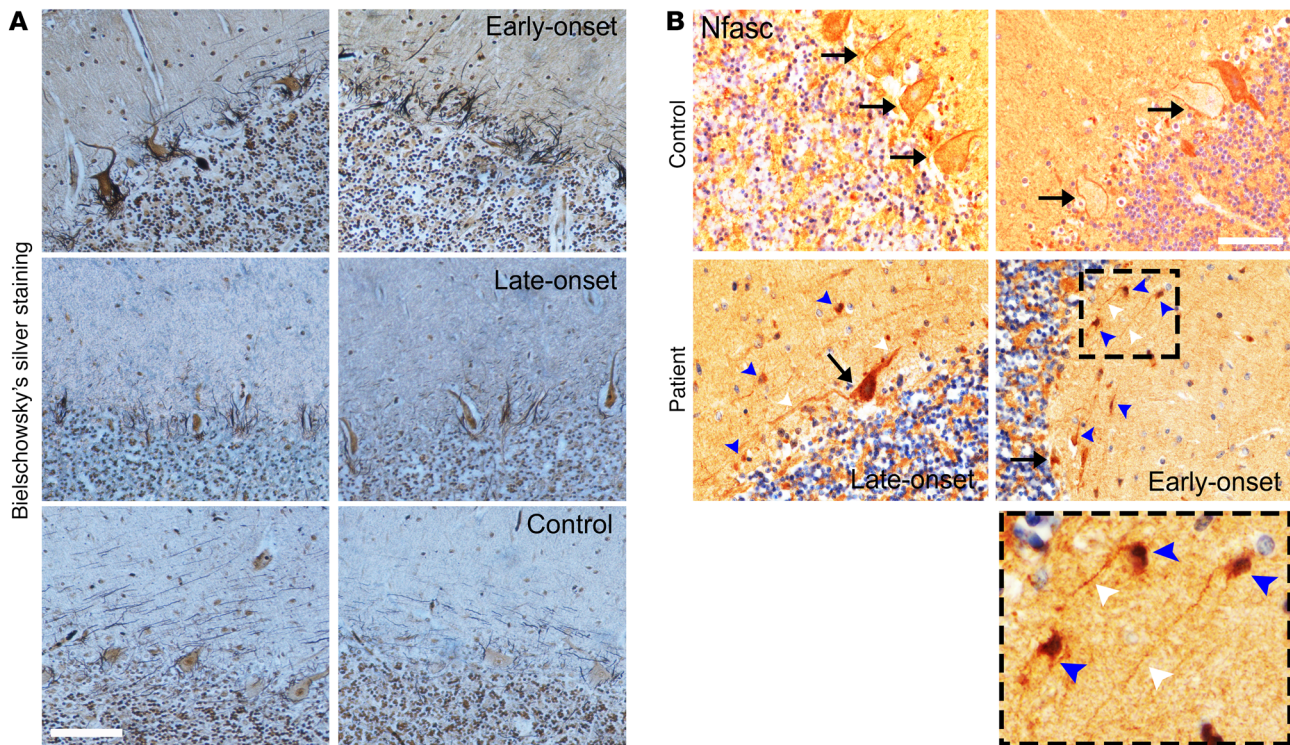 A
Early-onset
Late-onset
Control
Bielschowsky's silver staining
B
Nfasc
Control
Patient
Late-onset
Early-onset